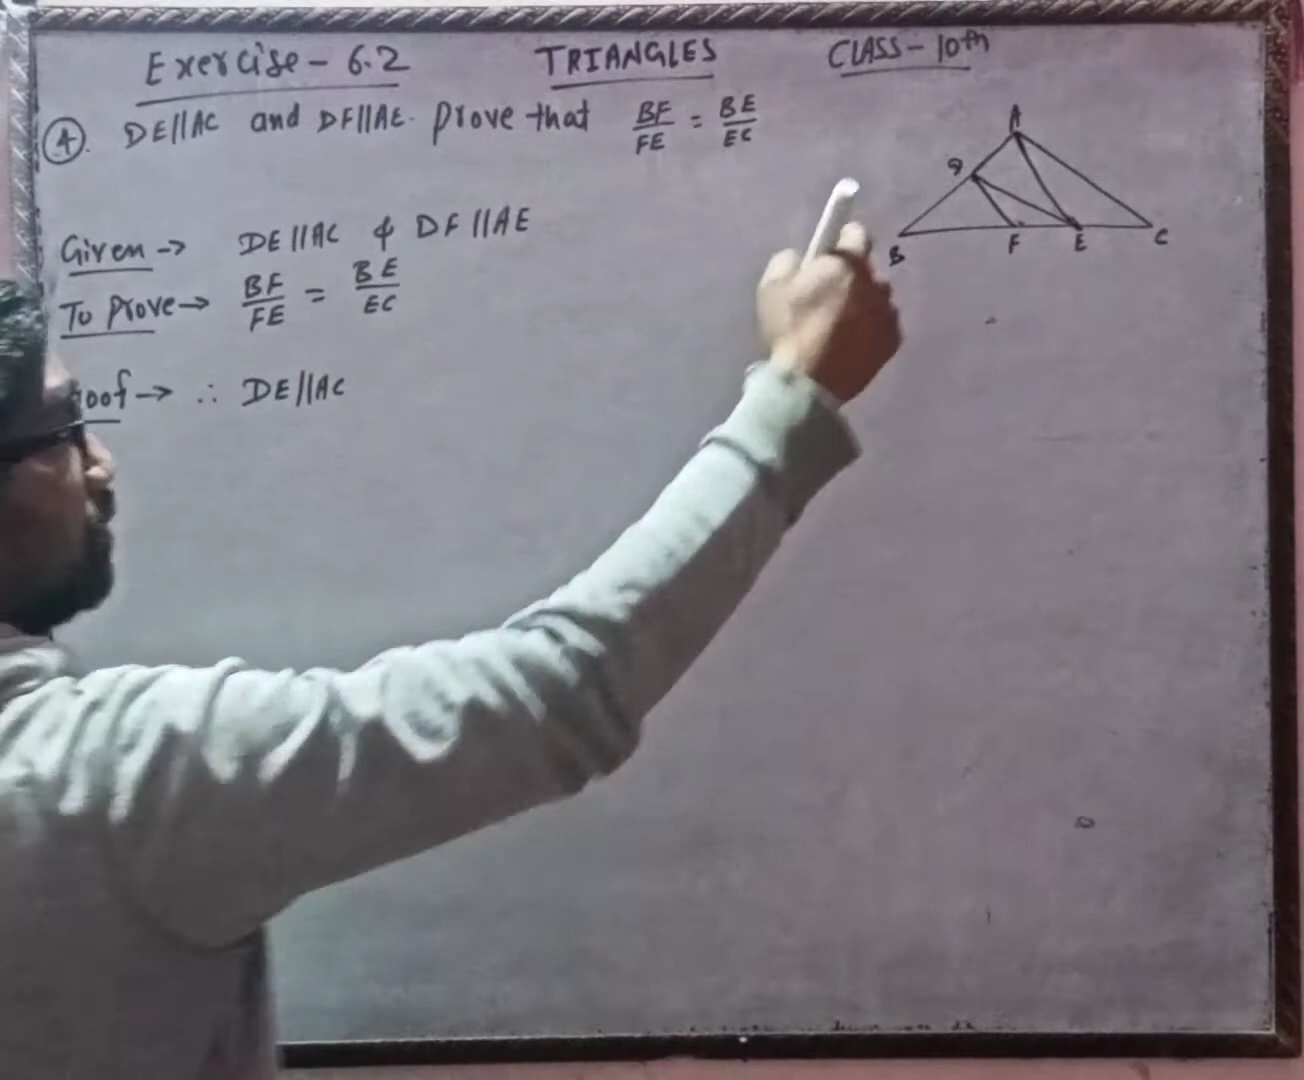 Exercise - 6.2 TRIANGLES CLASS - 10th
4. DE||AC and DF||AE. Prove that BF/FE = BE/EC
Given → DE||AC & DF||AE
To Prove → BF/FE = BE/EC
roof → ∴ DE||AC
A
D
B F E C